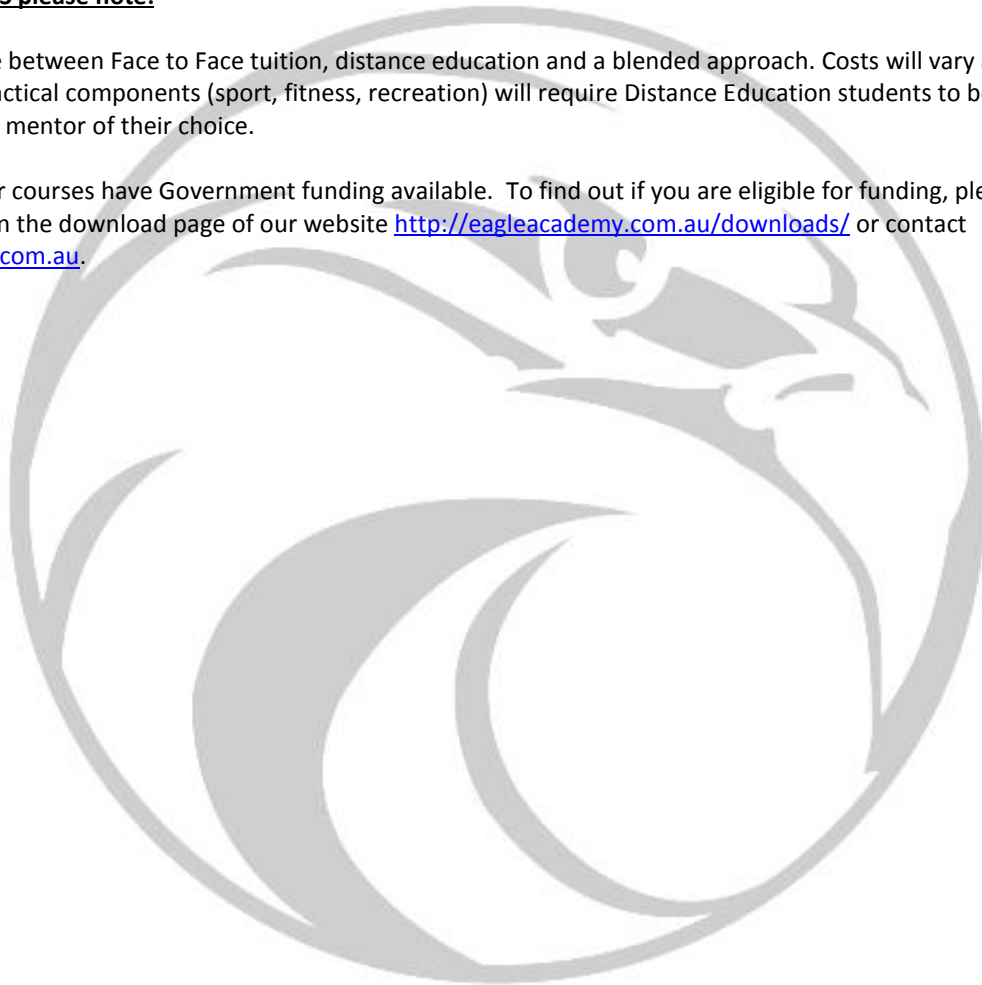 please note:
between Face to Face tuition, distance education and a blended approach. Costs will vary
components (sport, fitness, recreation) will require Distance Education students to
mentor of their choice.
courses have Government funding available.  To find out if you are eligible for funding,
the download page of our website http://eagleacademy.com.au/downloads/ or contact
.com.au.